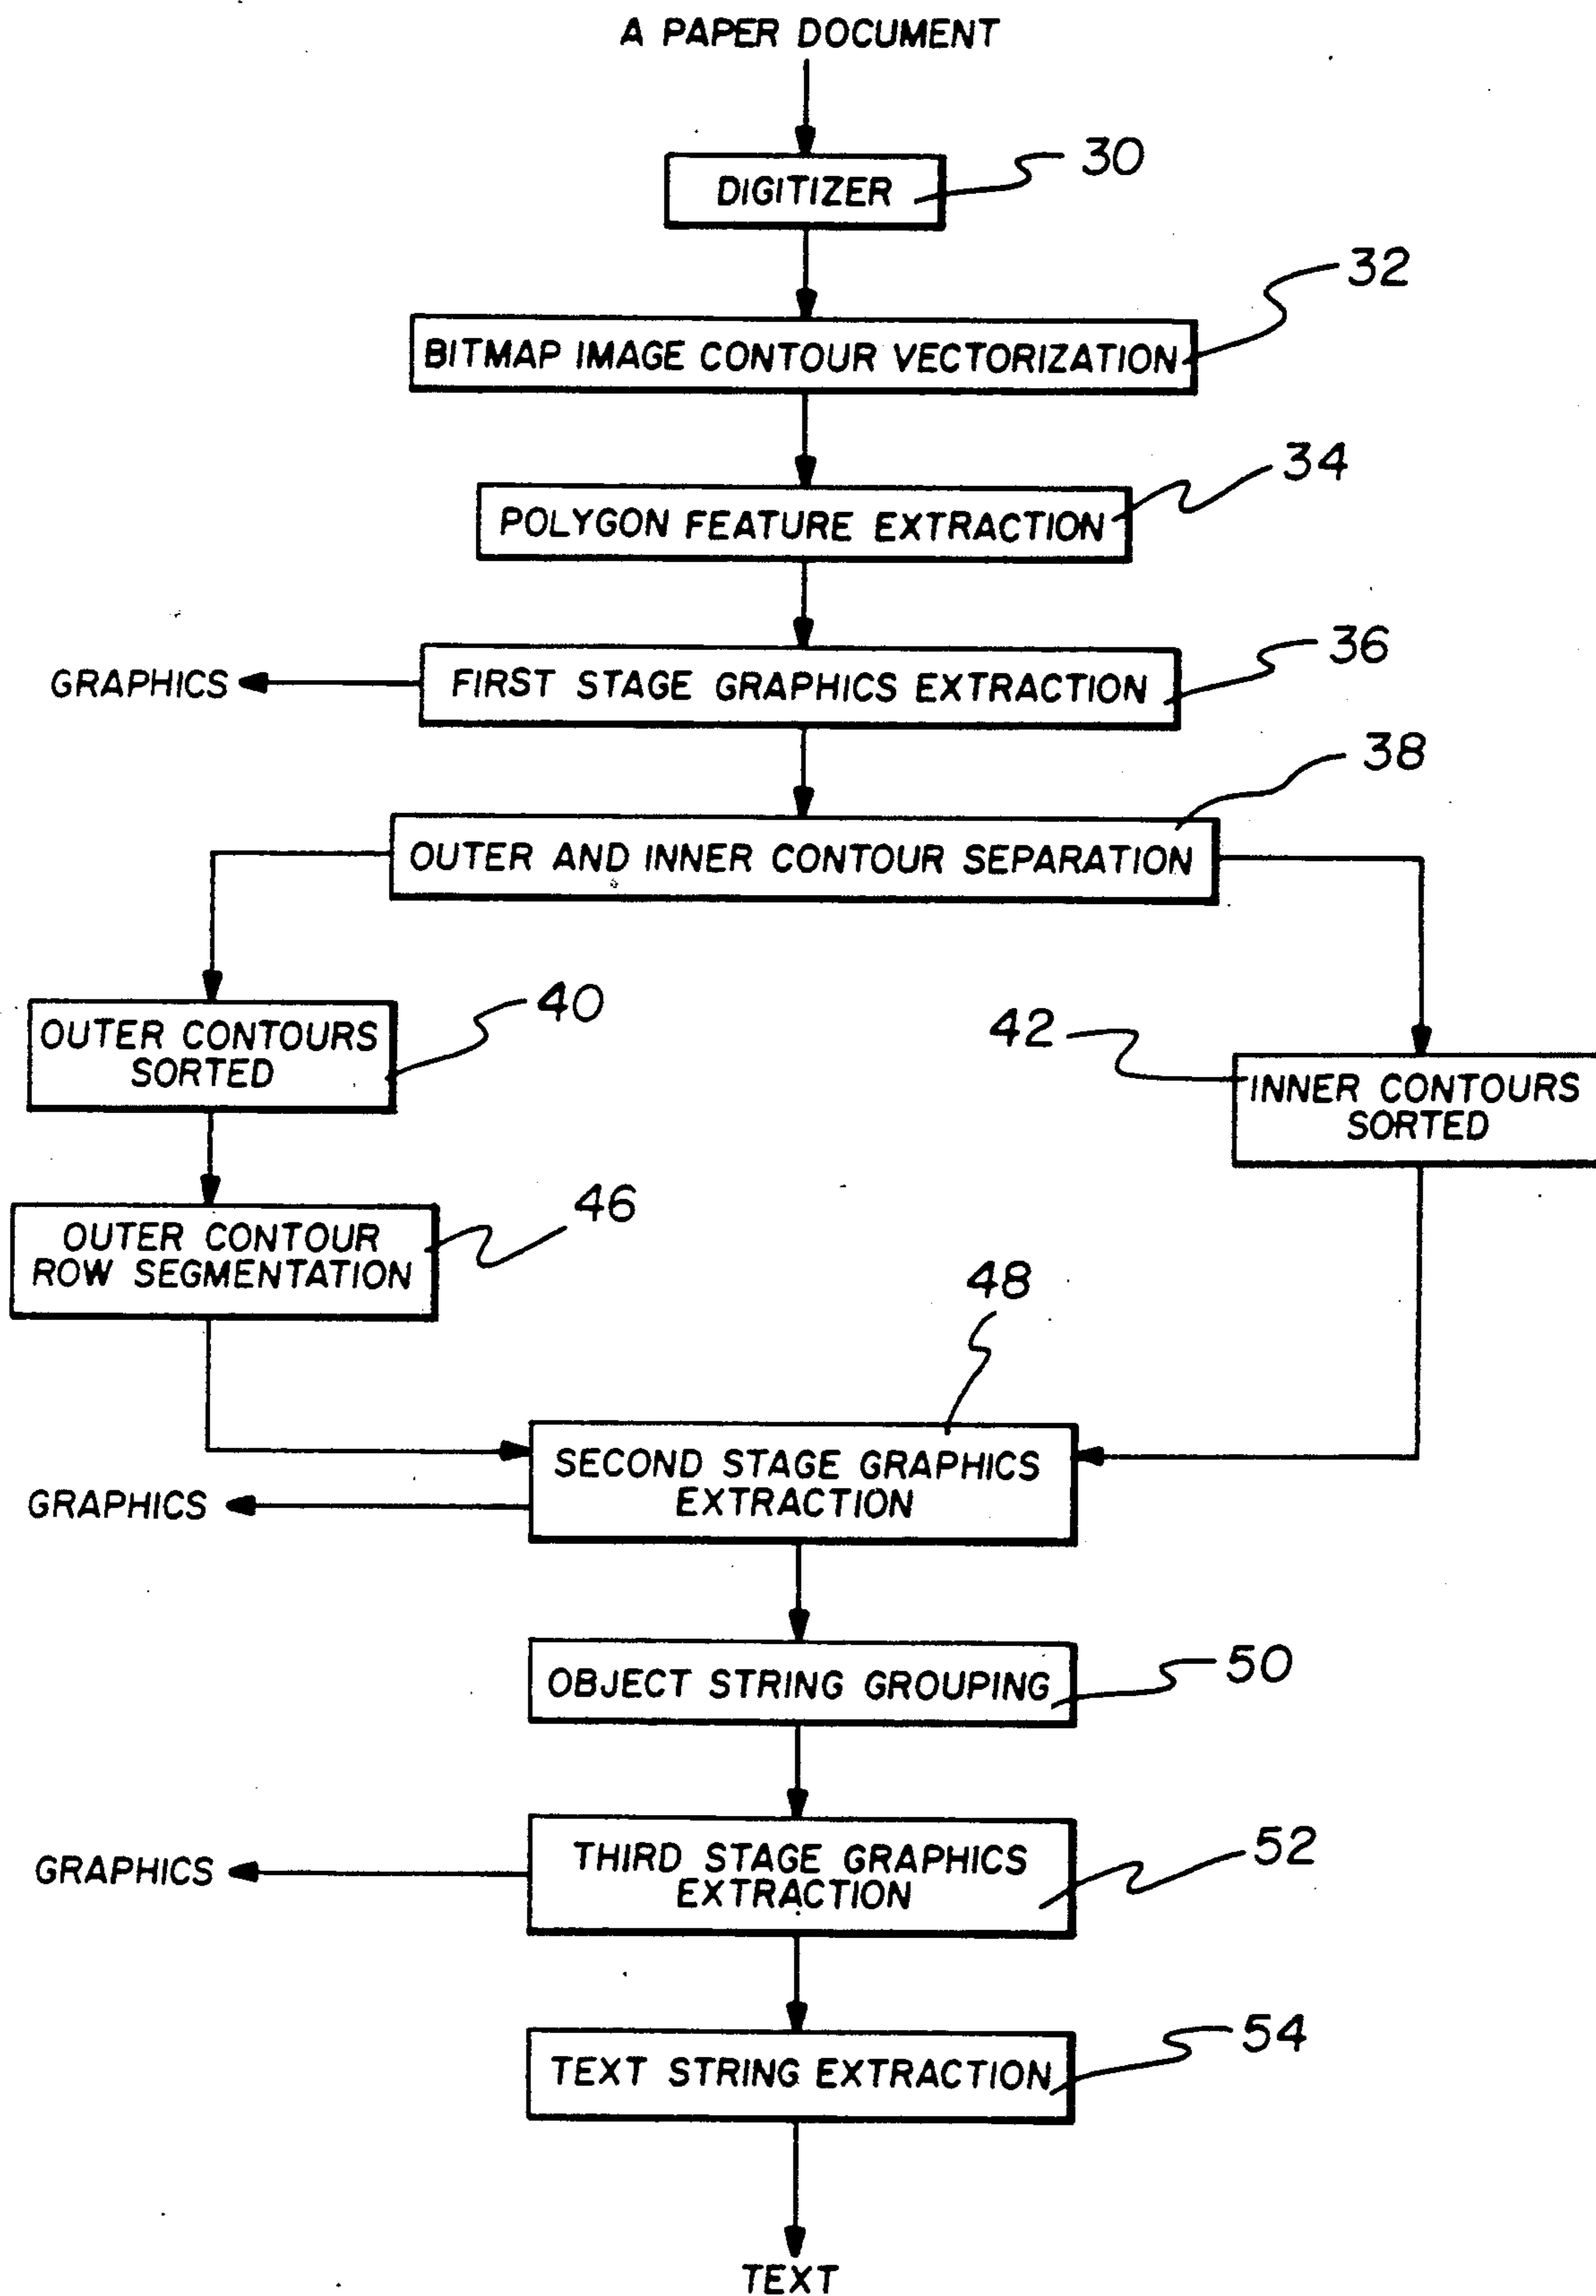 A PAPER DOCUMENT
DIGITIZER
30
32
BITMAP IMAGE CONTOUR VECTORIZATION
34
POLYGON FEATURE EXTRACTION
36
GRAPHICS
FIRST STAGE GRAPHICS EXTRACTION
38
OUTER AND INNER CONTOUR SEPARATION
40
OUTER CONTOURS
SORTED
42
INNER CONTOURS
SORTED
46
OUTER CONTOUR
ROW SEGMENTATION
48
SECOND STAGE GRAPHICS
EXTRACTION
GRAPHICS
50
OBJECT STRING GROUPING
52
THIRD STAGE GRAPHICS
EXTRACTION
GRAPHICS
54
TEXT STRING EXTRACTION
TEXT